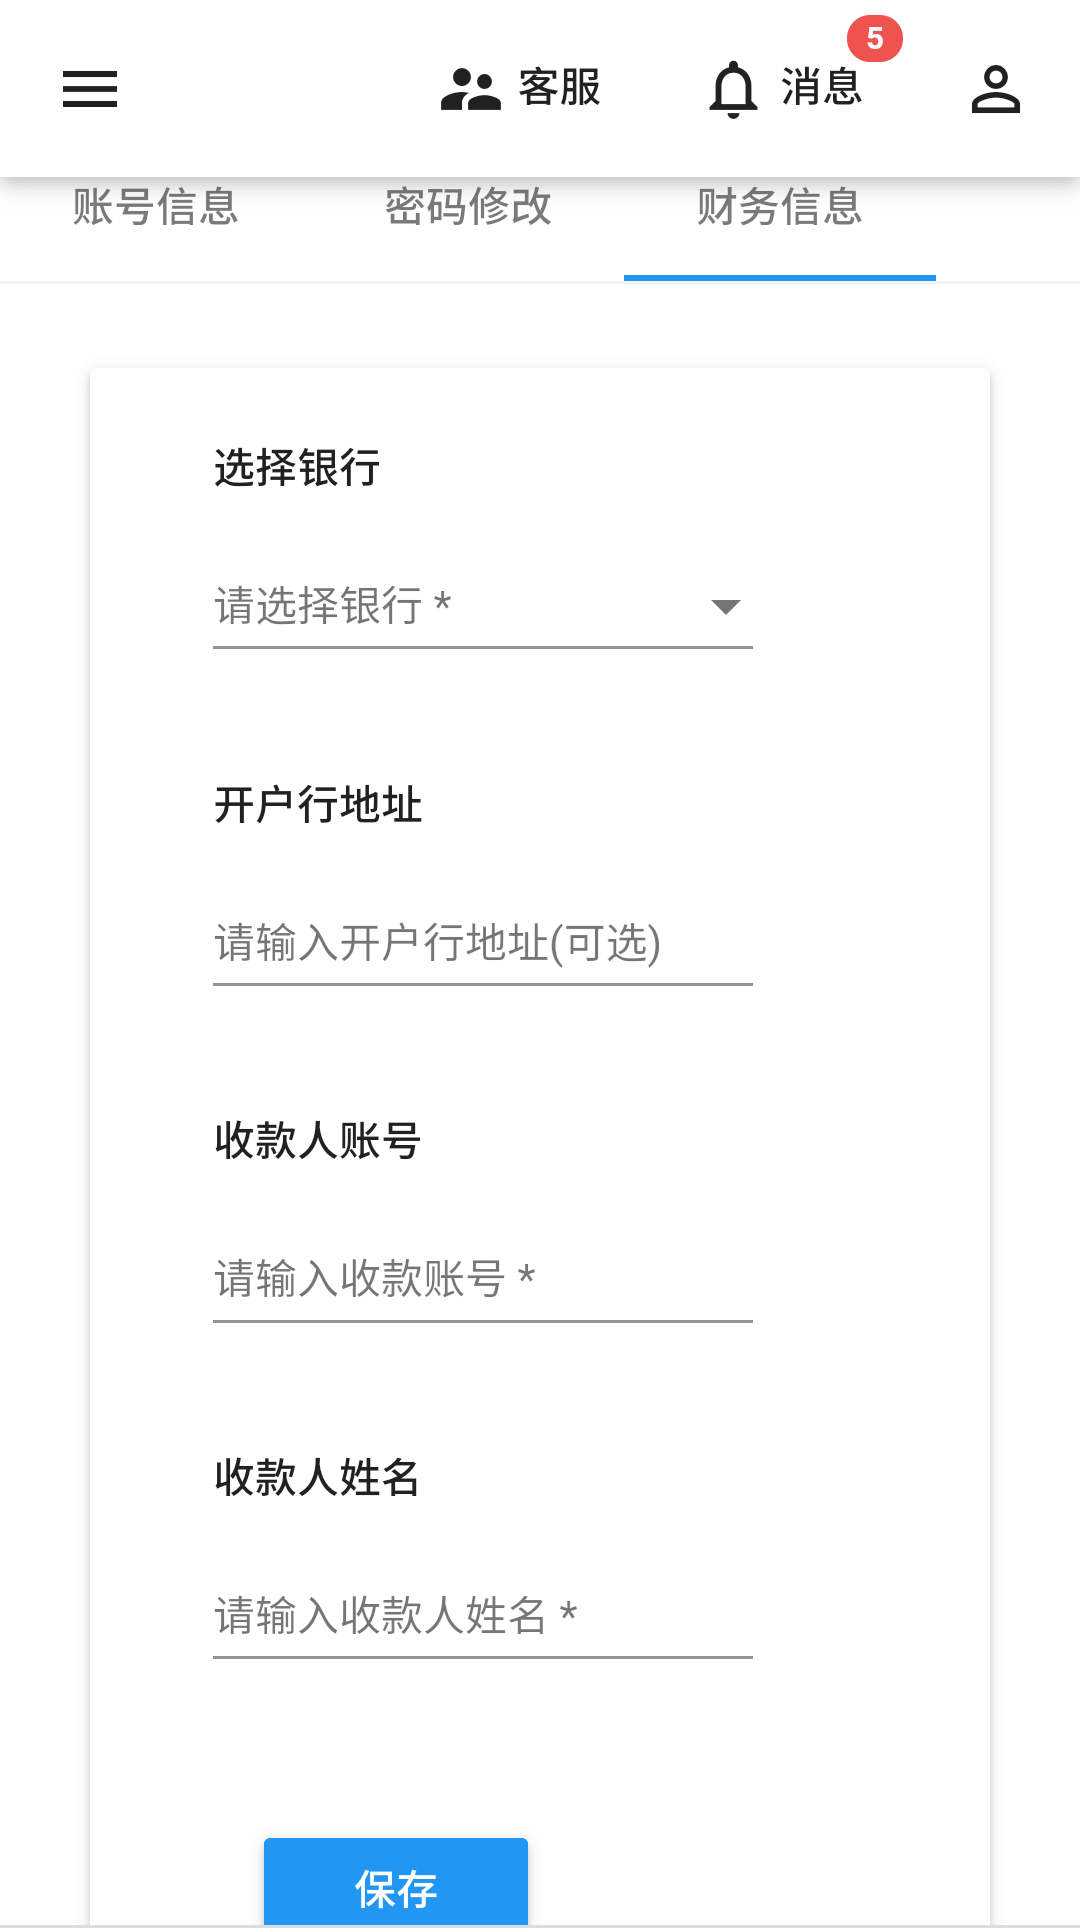 客服 消息 5
账号信息 密码修改 财务信息
选择银行
请选择银行 *
开户行地址
请输入开户行地址(可选)
收款人账号
请输入收款账号 *
收款人姓名
请输入收款人姓名 *
保存